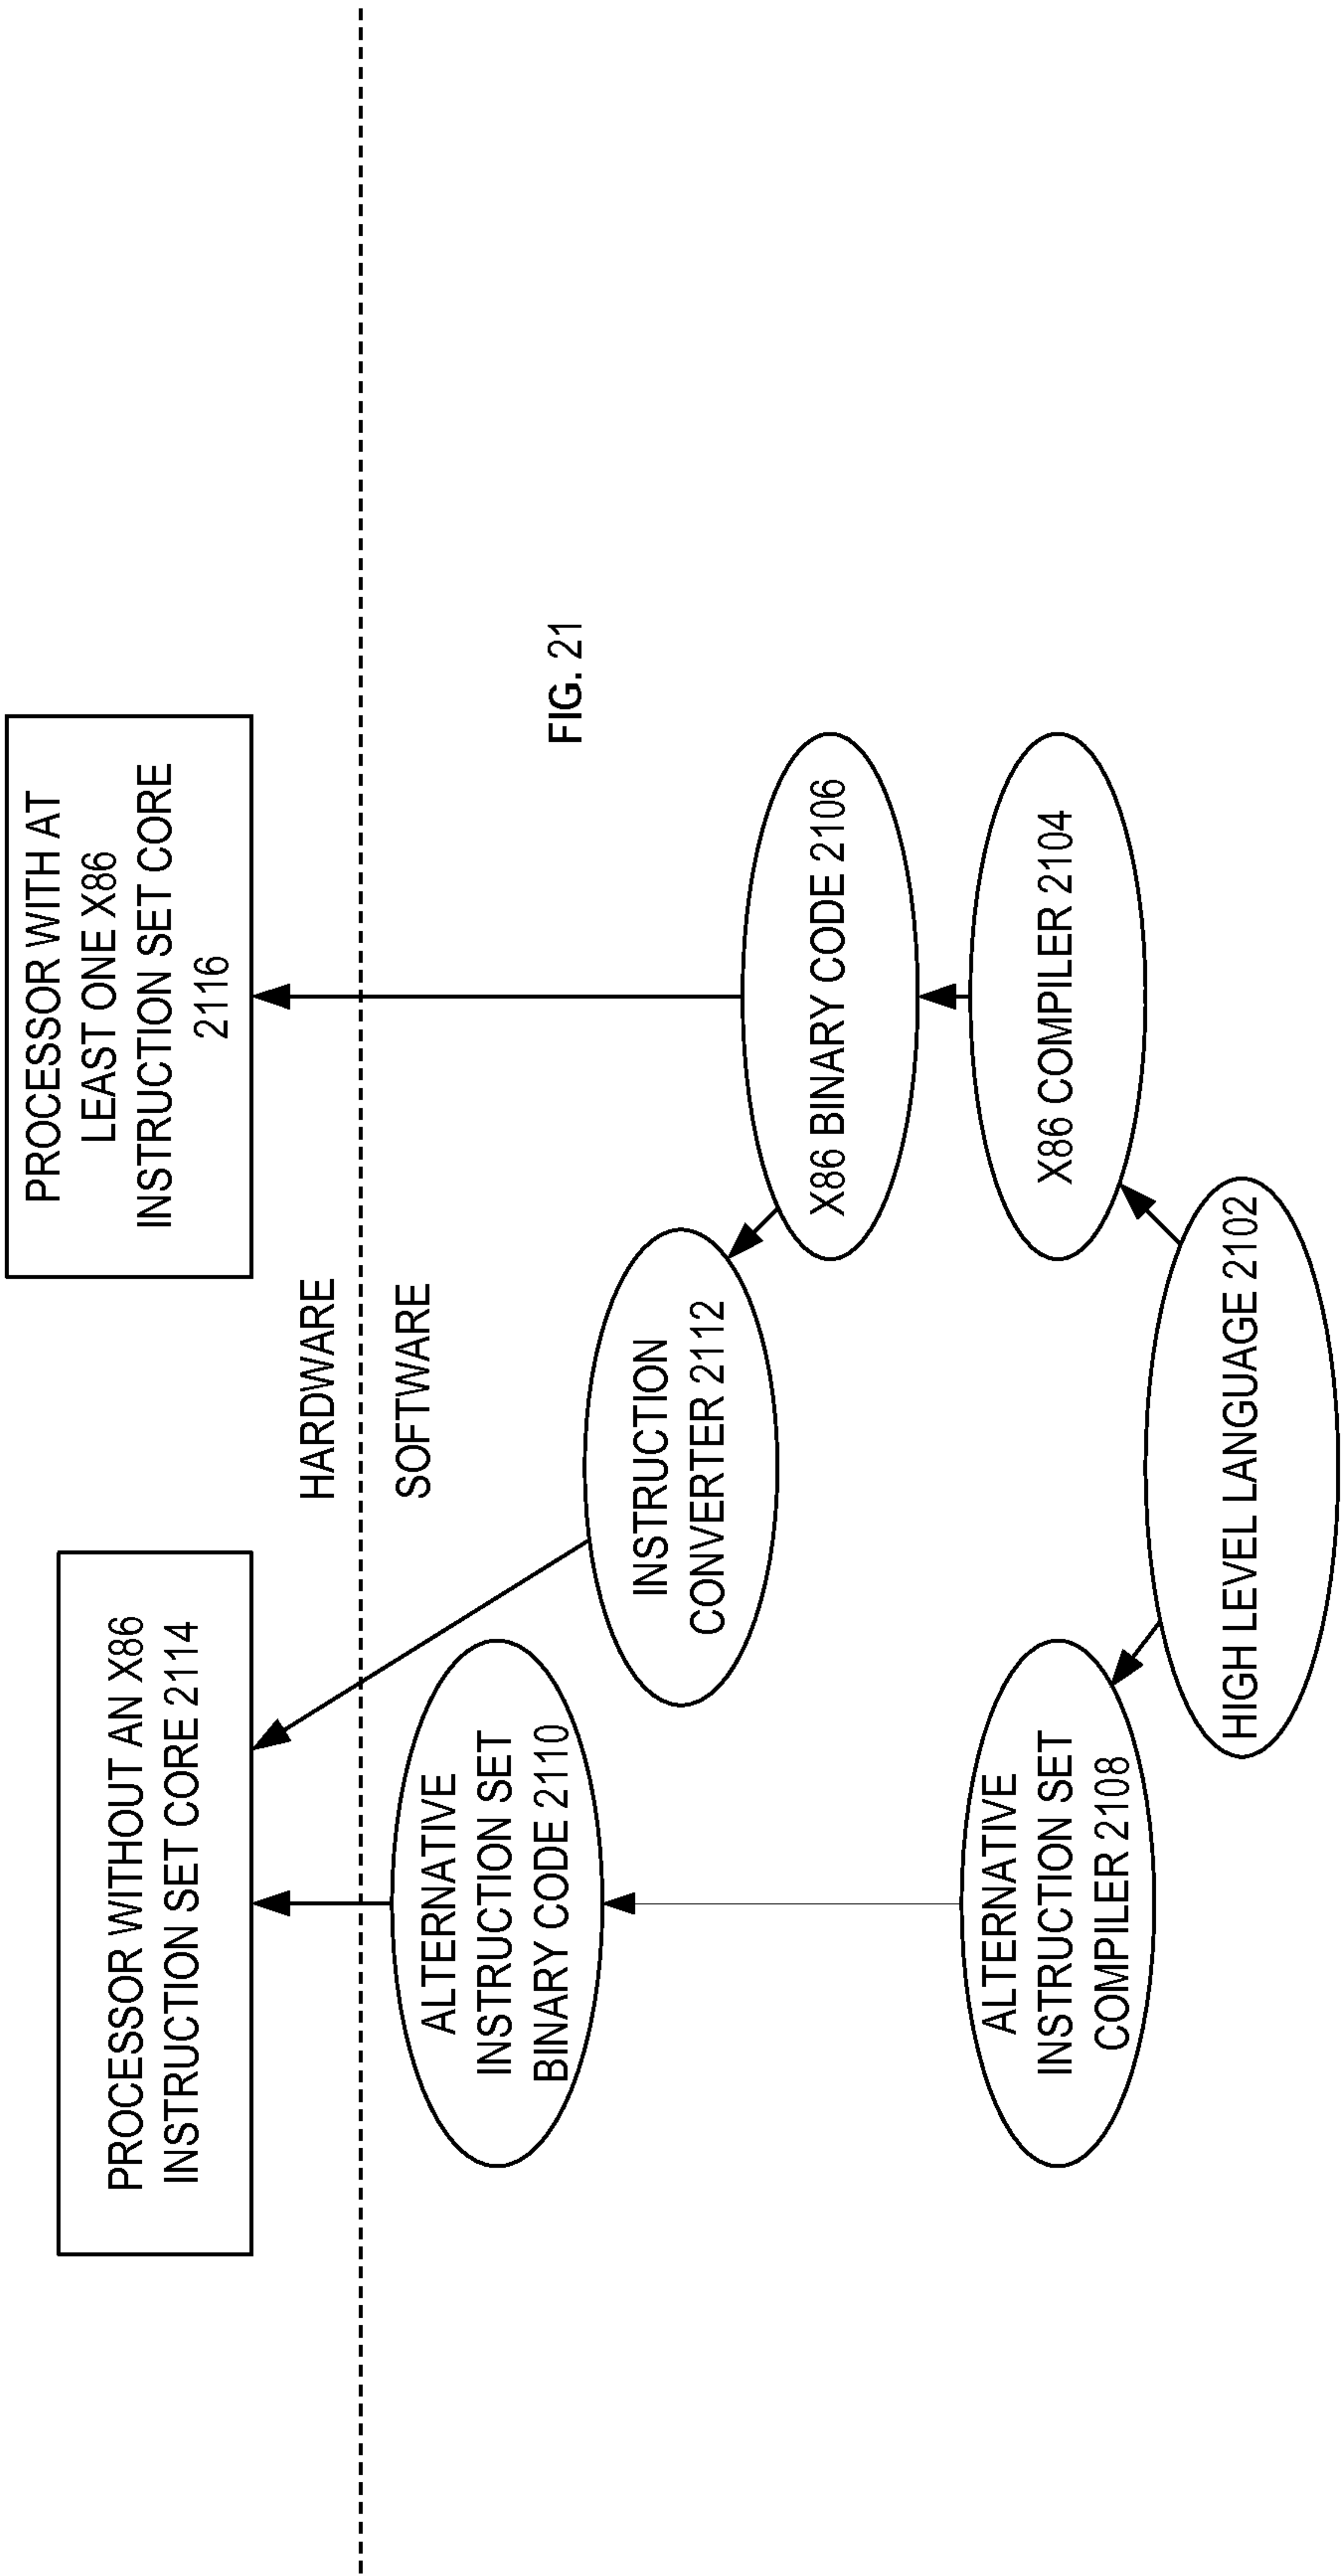 PROCESSOR WITHOUT AN X86
INSTRUCTION SET CORE 2114
PROCESSOR WITH AT
LEAST ONE X86
INSTRUCTION SET CORE
2116
HARDWARE
SOFTWARE
ALTERNATIVE
INSTRUCTION SET
BINARY CODE 2110
INSTRUCTION
CONVERTER 2112
FIG. 21
X86 BINARY CODE 2106
ALTERNATIVE
INSTRUCTION SET
COMPILER 2108
X86 COMPILER 2104
HIGH LEVEL LANGUAGE 2102